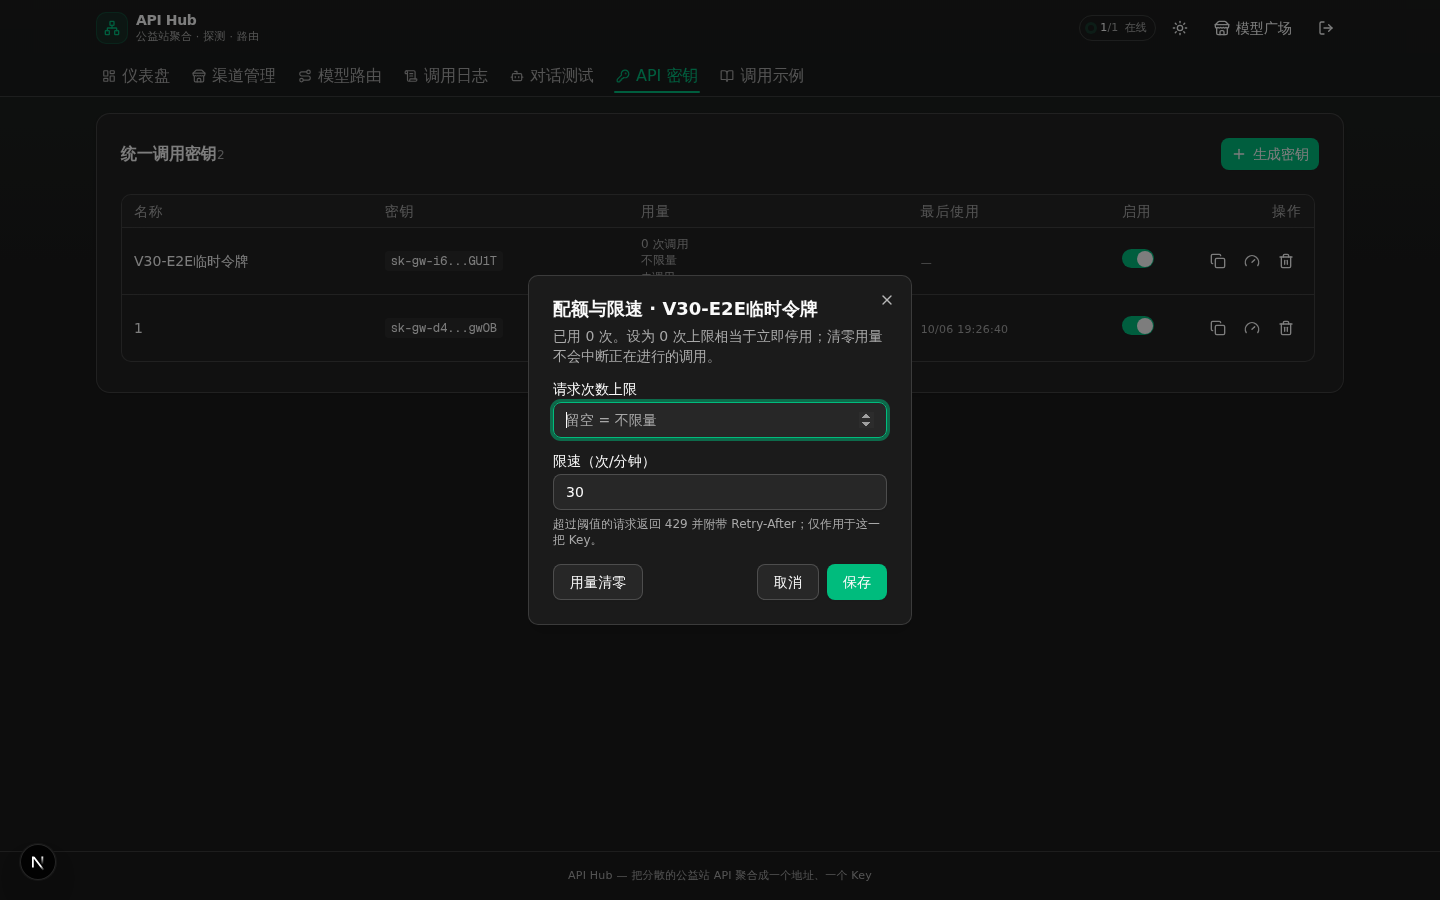 API Hub
公益站聚合 · 探测 · 路由
1/1 在线
模型广场
仪表盘
渠道管理
模型路由
调用日志
对话测试
API 密钥
调用示例
统一调用密钥2
生成密钥
名称 密钥 用量 最后使用 启用 操作
V30-E2E临时令牌 sk-gw-i6...GU1T
0 次调用
不限量
—
1 sk-gw-d4...gwOB 10/06 19:26:40
配额与限速 · V30-E2E临时令牌
已用 0 次。设为 0 次上限相当于立即停用；清零用量
不会中断正在进行的调用。
请求次数上限
留空 = 不限量
限速（次/分钟）
30
超过阈值的请求返回 429 并附带 Retry-After；仅作用于这一
把 Key。
用量清零
取消
保存
N
API Hub — 把分散的公益站 API 聚合成一个地址、一个 Key